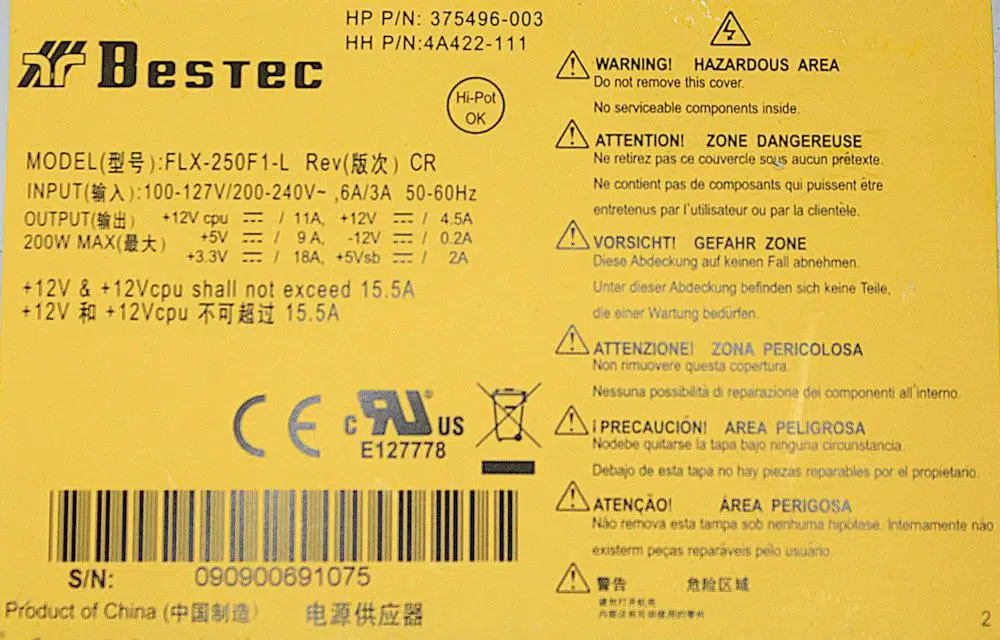 HP P/N: 375496-003
HH P/N:4A422-111
BESTEC
Hi-Pot
OK
MODEL(型号):FLX-250F1-L Rev(版次) CR
INPUT(输入):100-127V/200-240V~ ,6A/3A 50-60Hz
OUTPUT(输出) +12V cpu ⎓ / 11A, +12V ⎓ / 4.5A
200W MAX(最大) +5V ⎓ / 9A, -12V ⎓ / 0.2A
+3.3V ⎓ / 18A, +5Vsb ⎓ / 2A
+12V & +12Vcpu shall not exceed 15.5A
+12V 和 +12Vcpu 不可超过 15.5A
CE
C RU US
E127778
S/N: 090900691075
Product of China (中国制造) 电源供应器
WARNING! HAZARDOUS AREA
Do not remove this cover.
No serviceable components inside.
ATTENTION! ZONE DANGEREUSE
Ne retirez pas ce couvercle sous aucun prétexte.
Ne contient pas de composants qui puissent être
entretenus par l'utilisateur ou par la clientèle.
VORSICHT! GEFAHR ZONE
Diese Abdeckung auf keinen Fall abnehmen.
Unter dieser Abdeckung befinden sich keine Teile,
die einer Wartung bedürfen.
ATTENZIONE! ZONA PERICOLOSA
Non rimuovere questa copertura.
Nessuna possibilità di reparazione dei componenti all'interno.
¡PRECAUCIÓN! AREA PELIGROSA
Nodebe quitarse la tapa bajo ninguna circunstancia.
Debajo de esta tapa no hay piezas reparables por el propietario.
ATENÇÃO! ÁREA PERIGOSA
Não remova esta tampa sob nenhuma hipótese. Internamente não
existerm peças reparáveis pelo usuário.
警告 危险区域
2